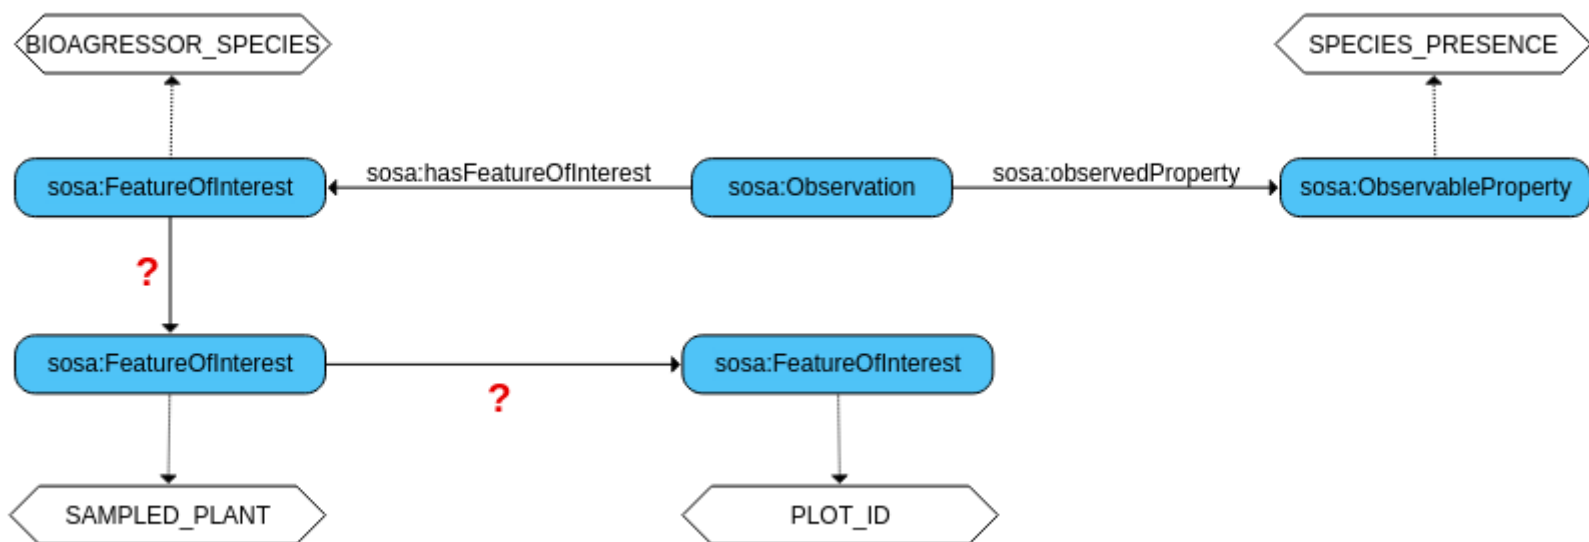 BIOAGRESSOR_SPECIES
SPECIES_PRESENCE
sosa:FeatureOfInterest
sosa:hasFeatureOfInterest
sosa:Observation
sosa:observedProperty
sosa:ObservableProperty
?
sosa:FeatureOfInterest
?
sosa:FeatureOfInterest
SAMPLED_PLANT
PLOT_ID